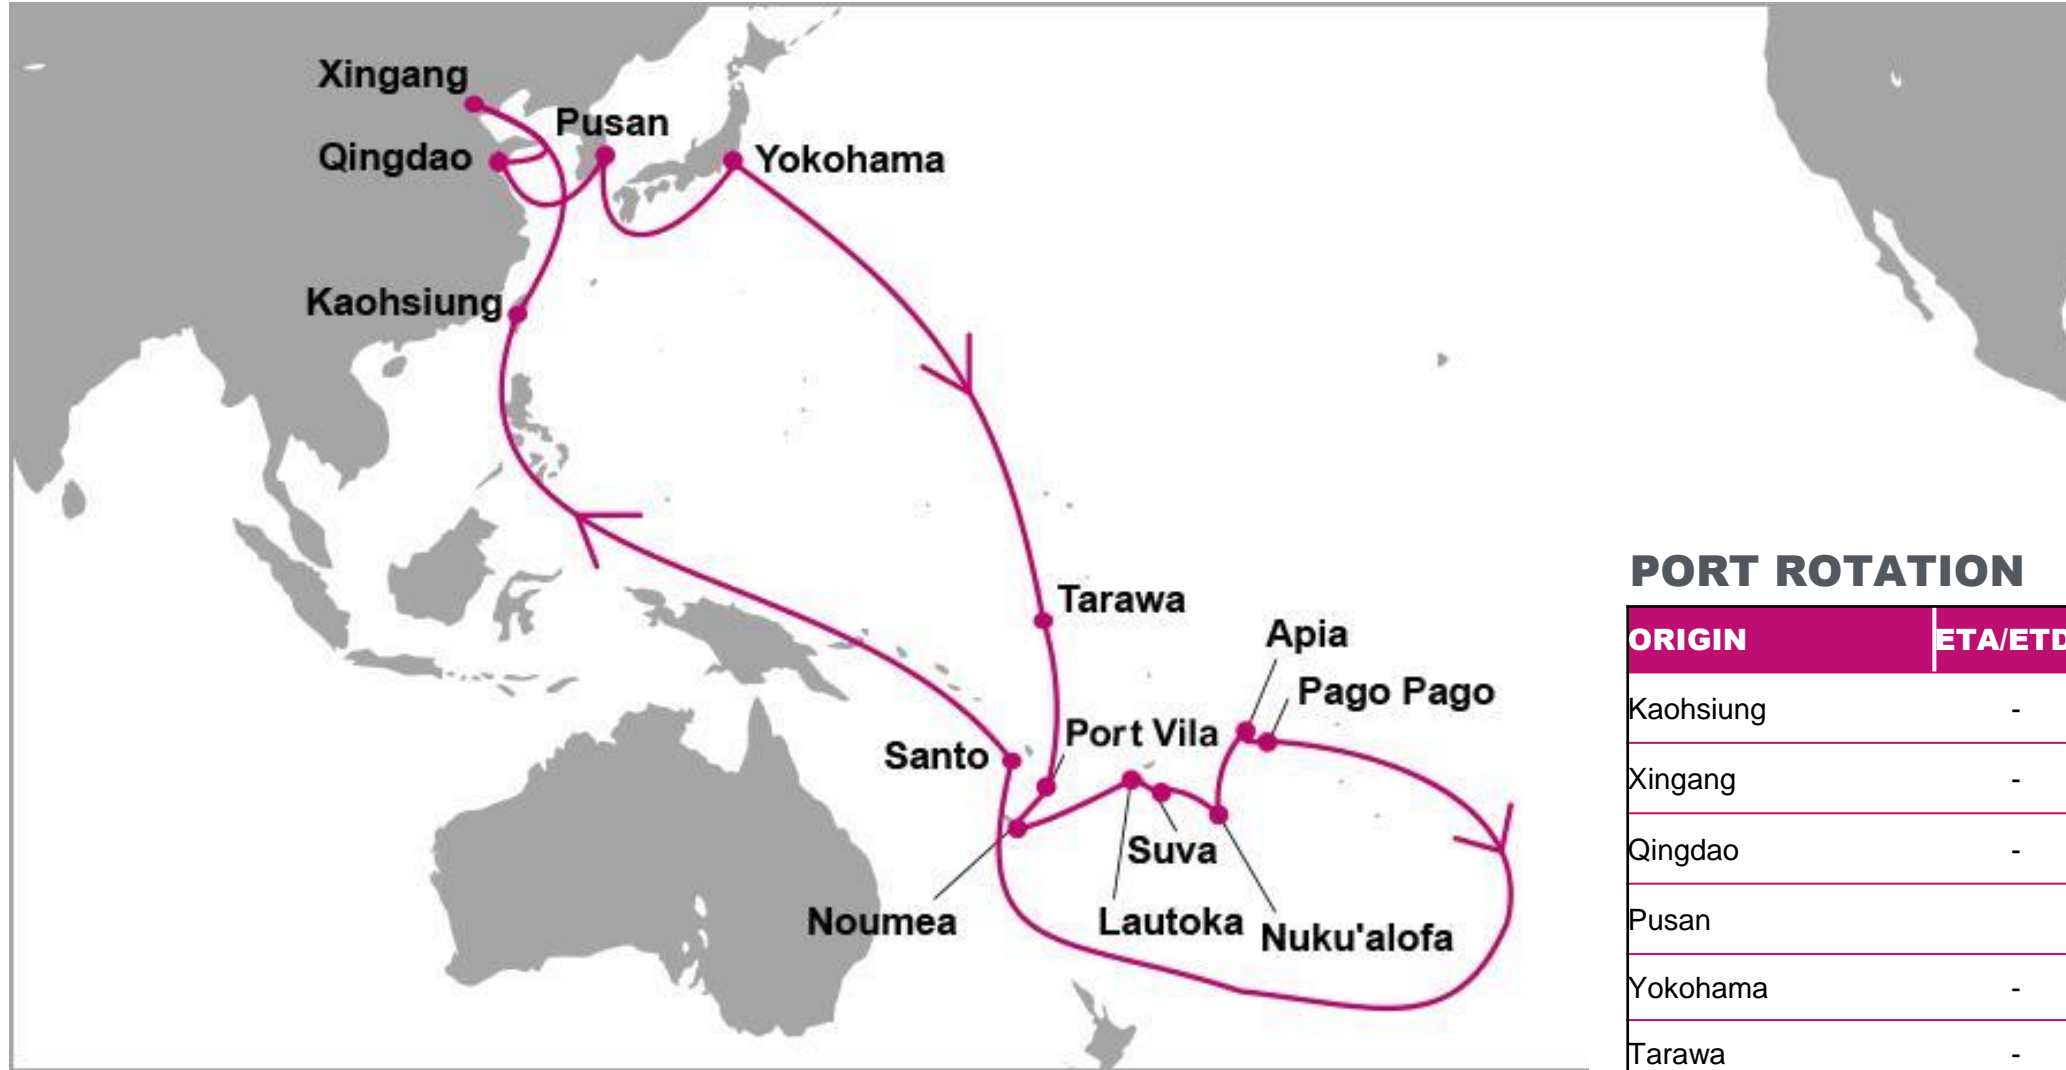 Xingang
Pusan
Qingdao
Yokohama
Kaohsiung
Tarawa
Apia
Pago Pago
Port Vila
Santo
Suva
Noumea
Lautoka
Nuku'alofa
PORT ROTATION
ORIGIN ETA/ETD
Kaohsiung -
Xingang -
Qingdao -
Pusan
Yokohama -
Tarawa -